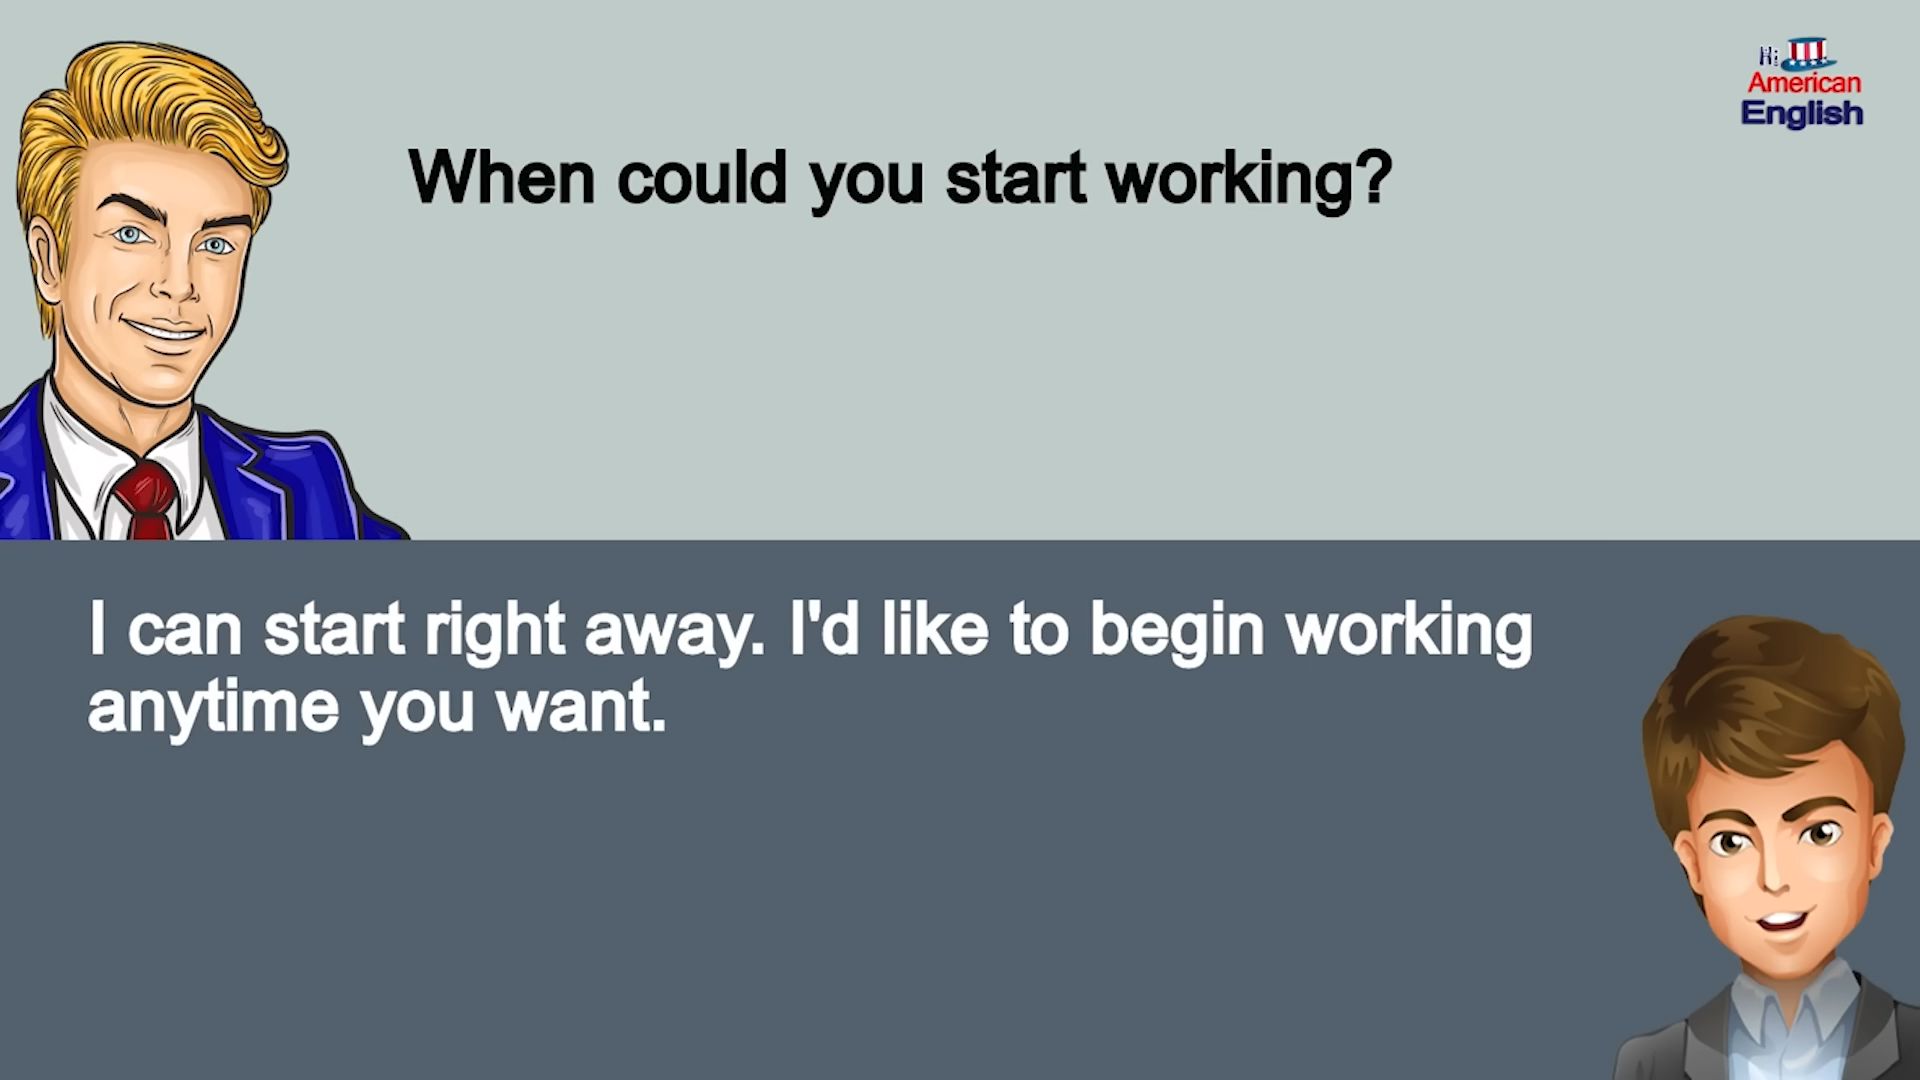 Hi
American
English
When could you start working?
I can start right away. I'd like to begin working
anytime you want.